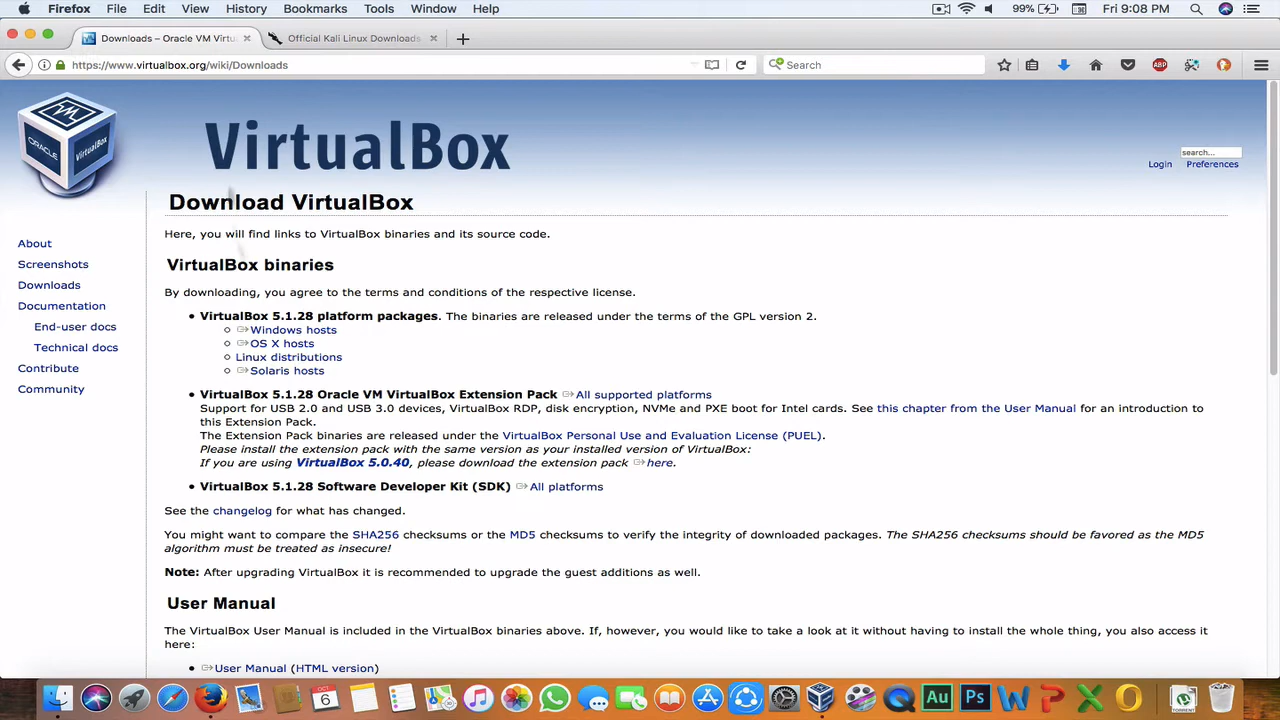 Firefox File Edit View History Bookmarks Tools Window Help 99% Fri 9:08 PM
Downloads – Oracle VM Virtu Official Kali Linux Downloads
https://www.virtualbox.org/wiki/Downloads Search ABP
VirtualBox
ORACLE VirtualBox
search...
Login Preferences
Download VirtualBox
Here, you will find links to VirtualBox binaries and its source code.
About
Screenshots
Downloads
Documentation
End-user docs
Technical docs
Contribute
Community
VirtualBox binaries
By downloading, you agree to the terms and conditions of the respective license.
VirtualBox 5.1.28 platform packages. The binaries are released under the terms of the GPL version 2.
Windows hosts
OS X hosts
Linux distributions
Solaris hosts
VirtualBox 5.1.28 Oracle VM VirtualBox Extension Pack All supported platforms
Support for USB 2.0 and USB 3.0 devices, VirtualBox RDP, disk encryption, NVMe and PXE boot for Intel cards. See this chapter from the User Manual for an introduction to
this Extension Pack.
The Extension Pack binaries are released under the VirtualBox Personal Use and Evaluation License (PUEL).
Please install the extension pack with the same version as your installed version of VirtualBox:
If you are using VirtualBox 5.0.40, please download the extension pack here.
VirtualBox 5.1.28 Software Developer Kit (SDK) All platforms
See the changelog for what has changed.
You might want to compare the SHA256 checksums or the MD5 checksums to verify the integrity of downloaded packages. The SHA256 checksums should be favored as the MD5
algorithm must be treated as insecure!
Note: After upgrading VirtualBox it is recommended to upgrade the guest additions as well.
User Manual
The VirtualBox User Manual is included in the VirtualBox binaries above. If, however, you would like to take a look at it without having to install the whole thing, you also access it
here:
User Manual (HTML version)
OCT 6 Au Ps W P X O TORRENT